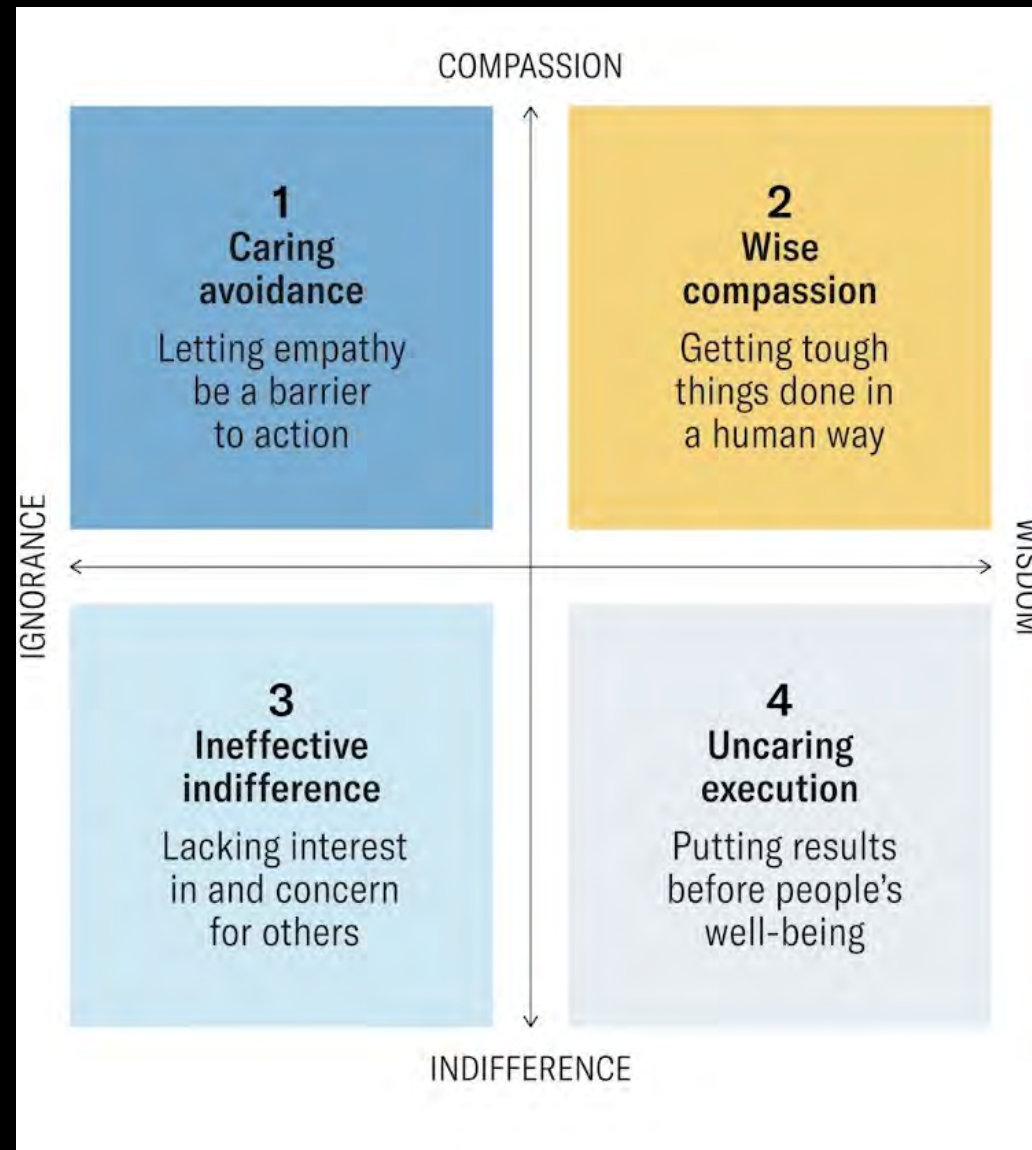 COMPASSION
1
Caring
avoidance
Letting empathy
be a barrier
to action
2
Wise
compassion
Getting tough
things done in
a human way
IGNORANCE
WISDOM
3
Ineffective
indifference
Lacking interest
in and concern
for others
4
Uncaring
execution
Putting results
before people's
well-being
INDIFFERENCE